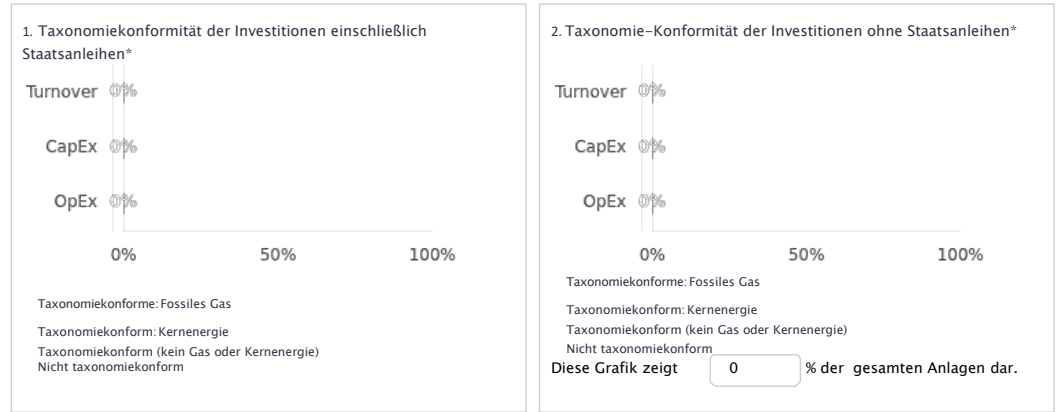 1. Taxonomiekonformität der Investitionen einschließlich
Staatsanleihen*
Turnover 0%
CapEx 0%
OpEx 0%
0% 50% 100%
Taxonomiekonforme: Fossiles Gas
Taxonomiekonform: Kernenergie
Taxonomiekonform (kein Gas oder Kernenergie)
Nicht taxonomiekonform
2. Taxonomie-Konformität der Investitionen ohne Staatsanleihen*
Turnover 0%
CapEx 0%
OpEx 0%
0% 50% 100%
Taxonomiekonforme: Fossiles Gas
Taxonomiekonform: Kernenergie
Taxonomiekonform (kein Gas oder Kernenergie)
Nicht taxonomiekonform
Diese Grafik zeigt 0 % der gesamten Anlagen dar.